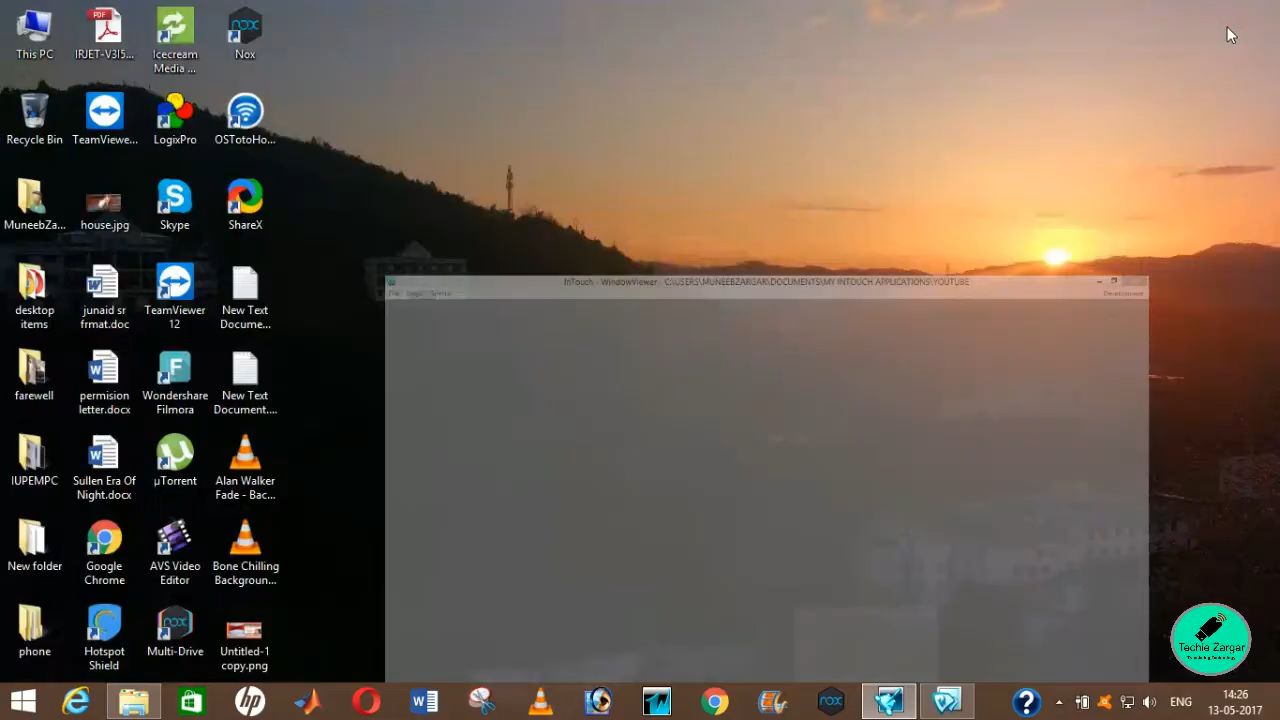 This PC
IRJET-V3I5...
Icecream
Media ...
Nox
Recycle Bin
TeamViewe...
LogixPro
OSTotoHo...
MuneebZa...
house.jpg
Skype
ShareX
desktop
items
junaid sr
frmat.doc
TeamViewer
12
New Text
Docume...
farewell
permision
letter.docx
Wondershare
Filmora
New Text
Document....
IUPEMPC
Sullen Era Of
Night.docx
µTorrent
Alan Walker
Fade - Bac...
New folder
Google
Chrome
AVS Video
Editor
Bone Chilling
Backgroun...
phone
Hotspot
Shield
Multi-Drive
Untitled-1
copy.png
InTouch - WindowViewer - C:\USERS\MUNEEBZARGAR\DOCUMENTS\MY INTOUCH APPLICATIONS\YOUTUBE
File Logic
Development
Techie Zargar
ENG
14:26
13-05-2017